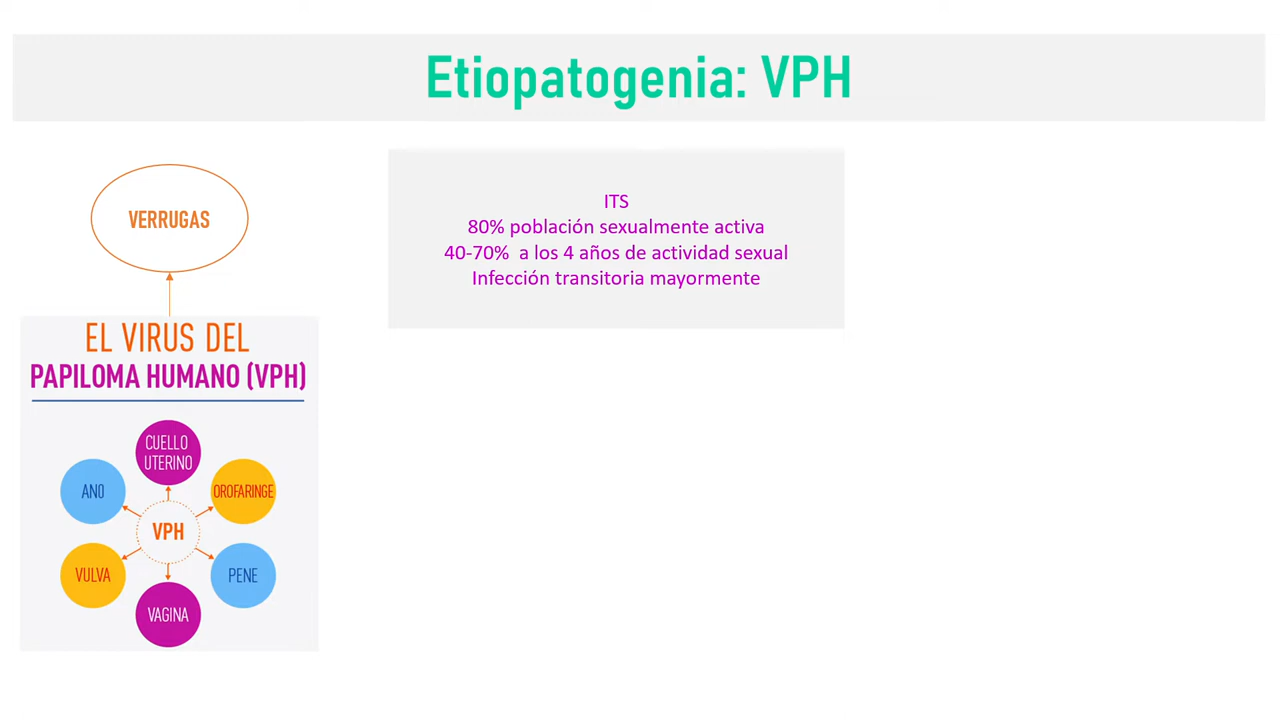 Etiopatogenia: VPH
VERRUGAS
EL VIRUS DEL
PAPILOMA HUMANO (VPH)
CUELLO
UTERINO
ANO
OROFARINGE
VPH
VULVA
PENE
VAGINA
ITS
80% población sexualmente activa
40-70% a los 4 años de actividad sexual
Infección transitoria mayormente